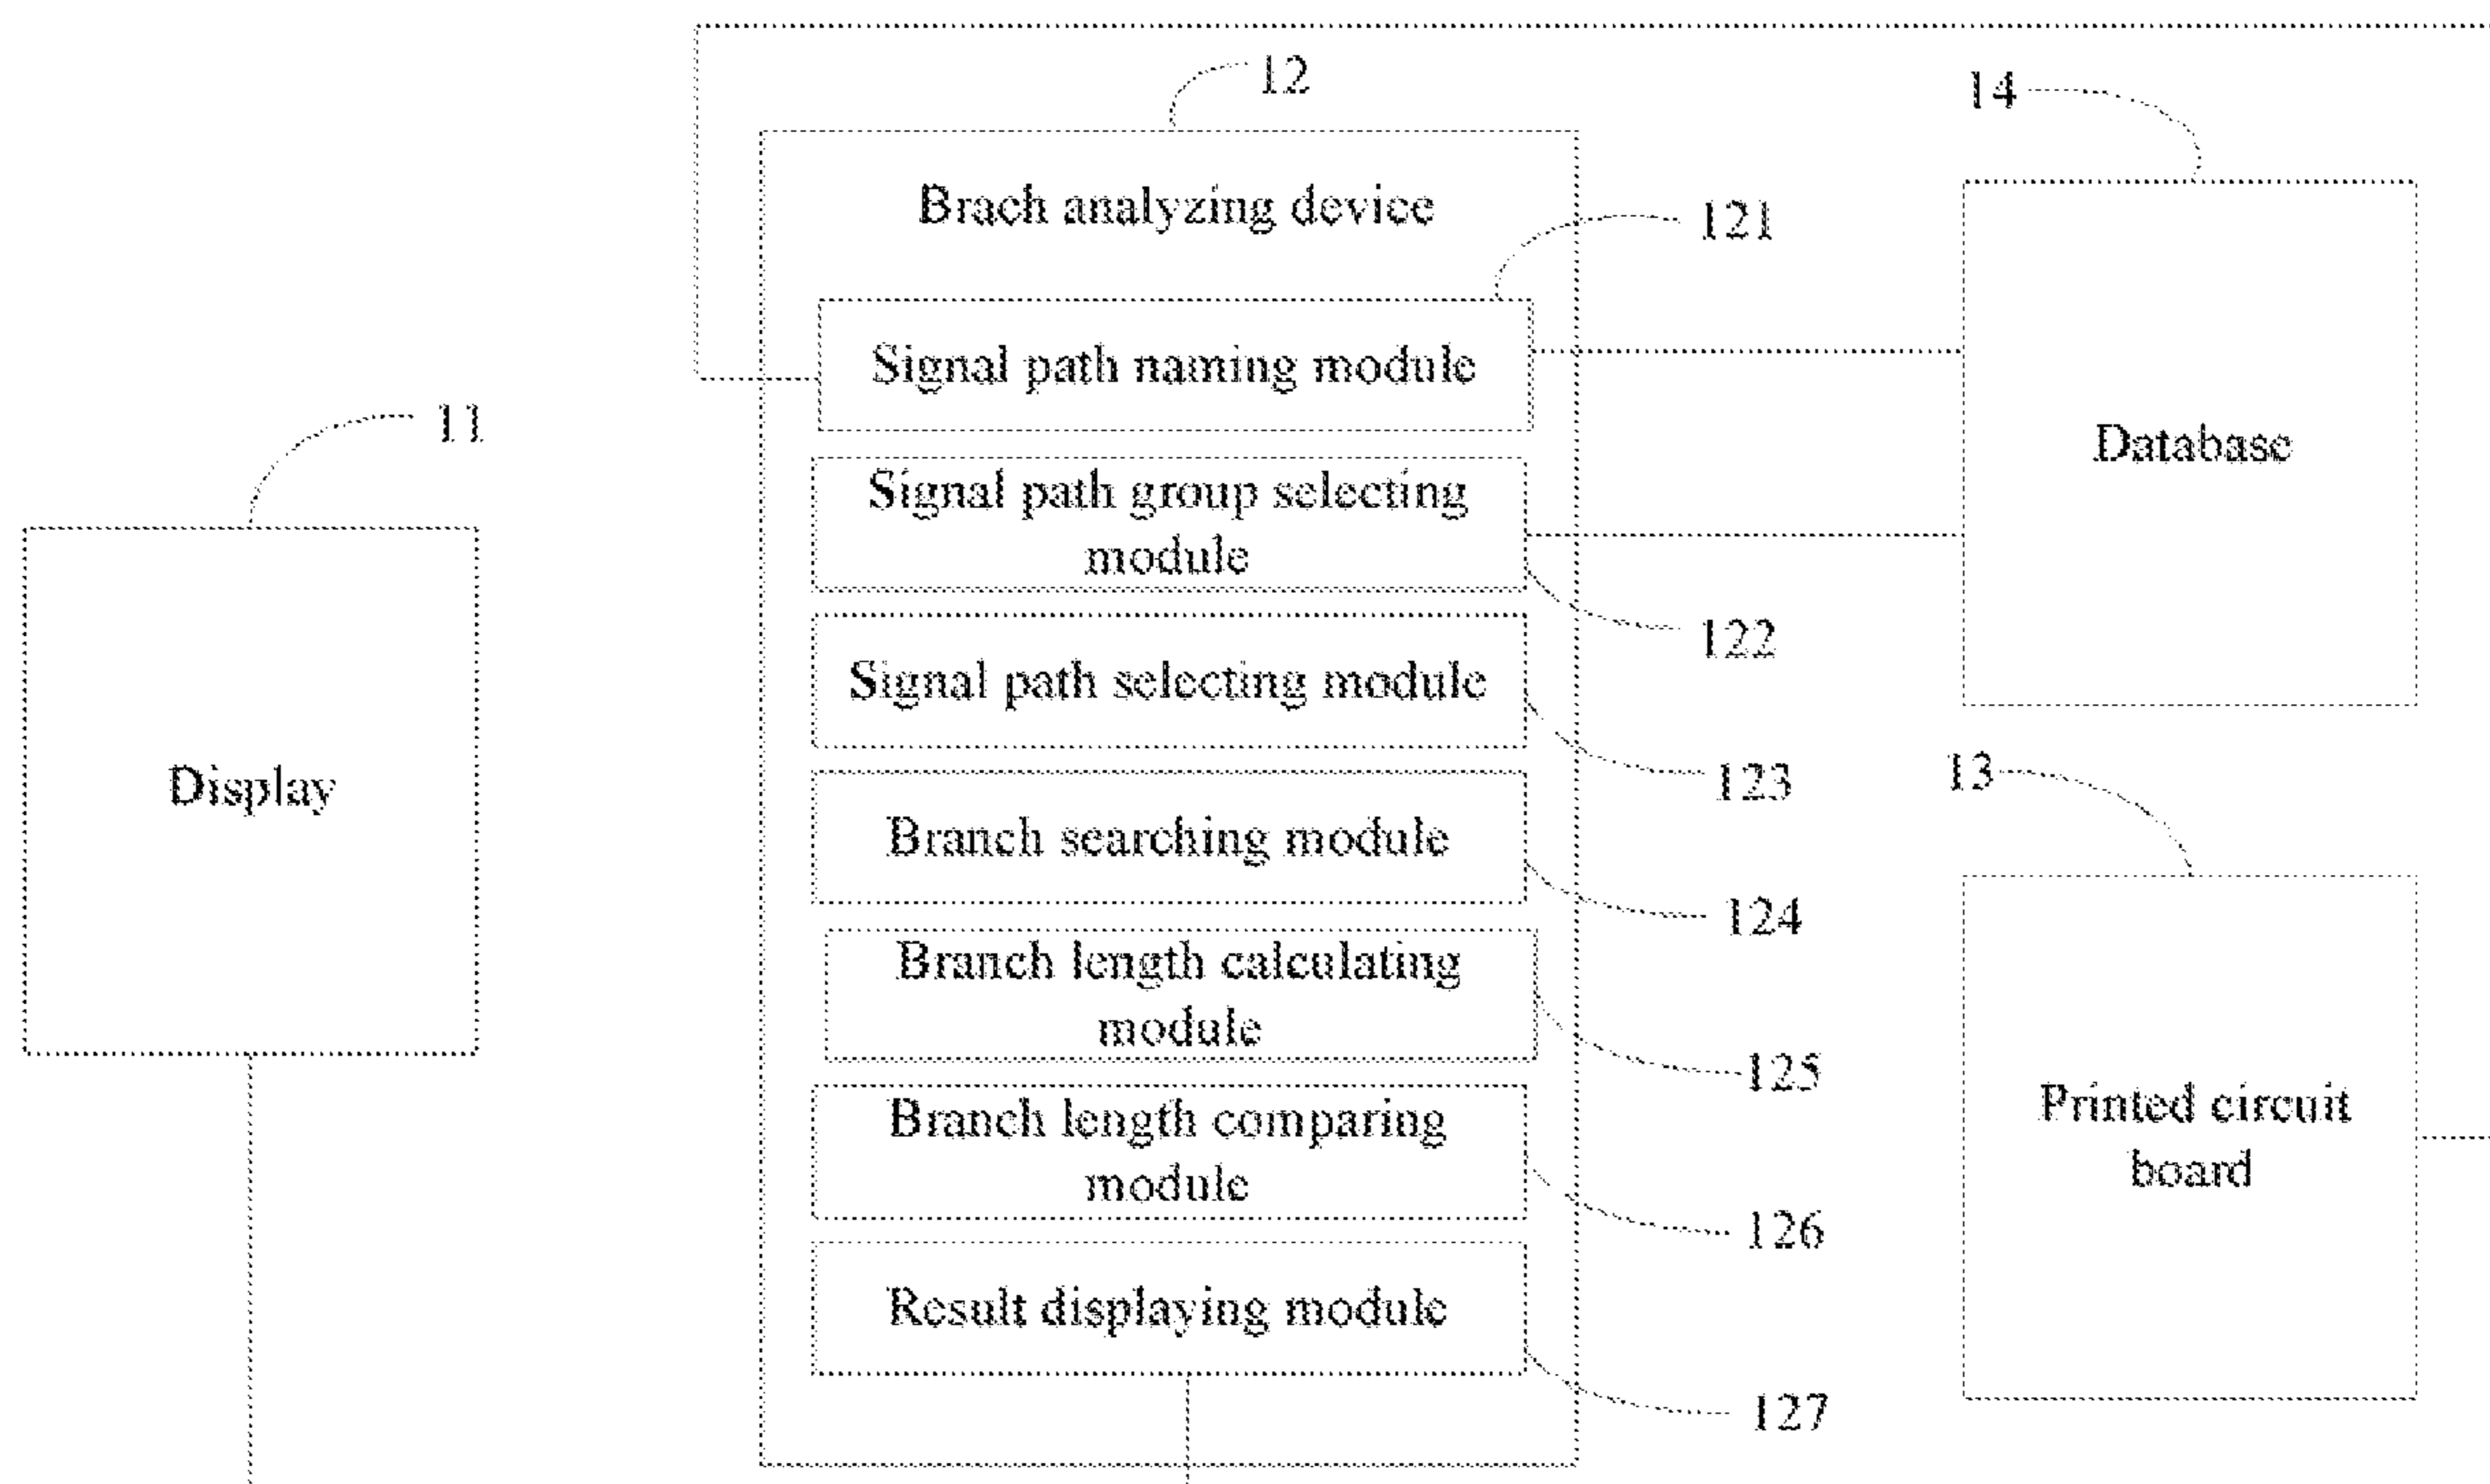 12
14
Brach analyzing device
121
Signal path naming module
11
Database
Signal path group selecting
module
122
Signal path selecting module
Display
123
13
Branch searching module
124
Branch length calculating
module
125
Printed circuit
board
Branch length comparing
module
126
Result displaying module
127